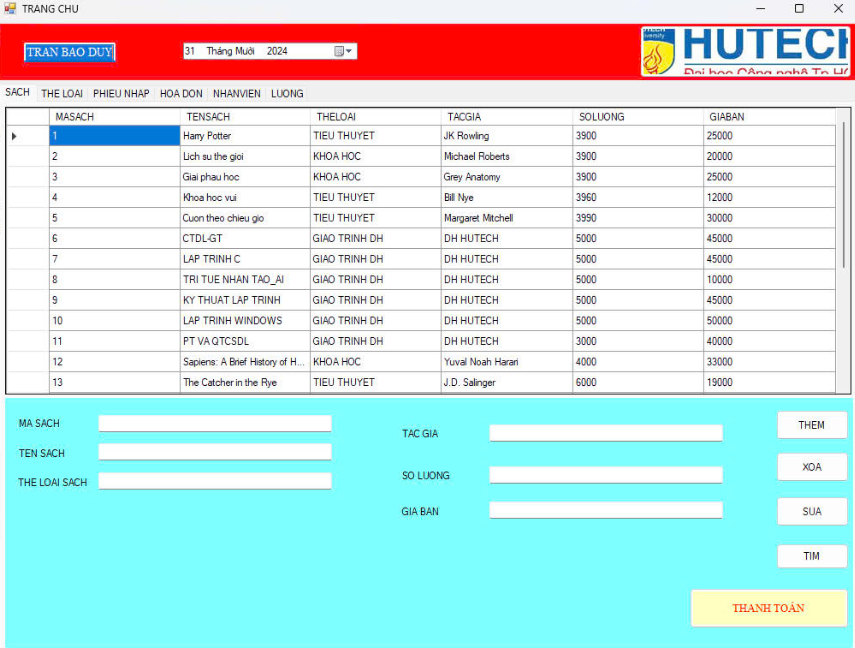 TRANG CHU
TRAN BAO DUY
31 Tháng Mười 2024
HUTECH
Đại học Công nghệ Tp HC
SACH THE LOAI PHIEU NHAP HOA DON NHANVIEN LUONG
MASACH TENSACH THELOAI TACGIA SOLUONG GIABAN
1 Harry Potter TIEU THUYET JK Rowling 3900 25000
2 Lich su the gioi KHOA HOC Michael Roberts 3900 20000
3 Giai phau hoc KHOA HOC Grey Anatomy 3900 25000
4 Khoa hoc vui TIEU THUYET Bill Nye 3960 12000
5 Cuon theo chieu gio TIEU THUYET Margaret Mitchell 3990 30000
6 CTDL-GT GIAO TRINH DH DH HUTECH 5000 45000
7 LAP TRINH C GIAO TRINH DH DH HUTECH 5000 45000
8 TRI TUE NHAN TAO_AI GIAO TRINH DH DH HUTECH 5000 10000
9 KY THUAT LAP TRINH GIAO TRINH DH DH HUTECH 5000 45000
10 LAP TRINH WINDOWS GIAO TRINH DH DH HUTECH 5000 50000
11 PT VA QTCSDL GIAO TRINH DH DH HUTECH 3000 40000
12 Sapiens: A Brief History of H... KHOA HOC Yuval Noah Harari 4000 33000
13 The Catcher in the Rye TIEU THUYET J.D. Salinger 6000 19000
MA SACH
TEN SACH
THE LOAI SACH
TAC GIA
SO LUONG
GIA BAN
THEM
XOA
SUA
TIM
THANH TOÁN